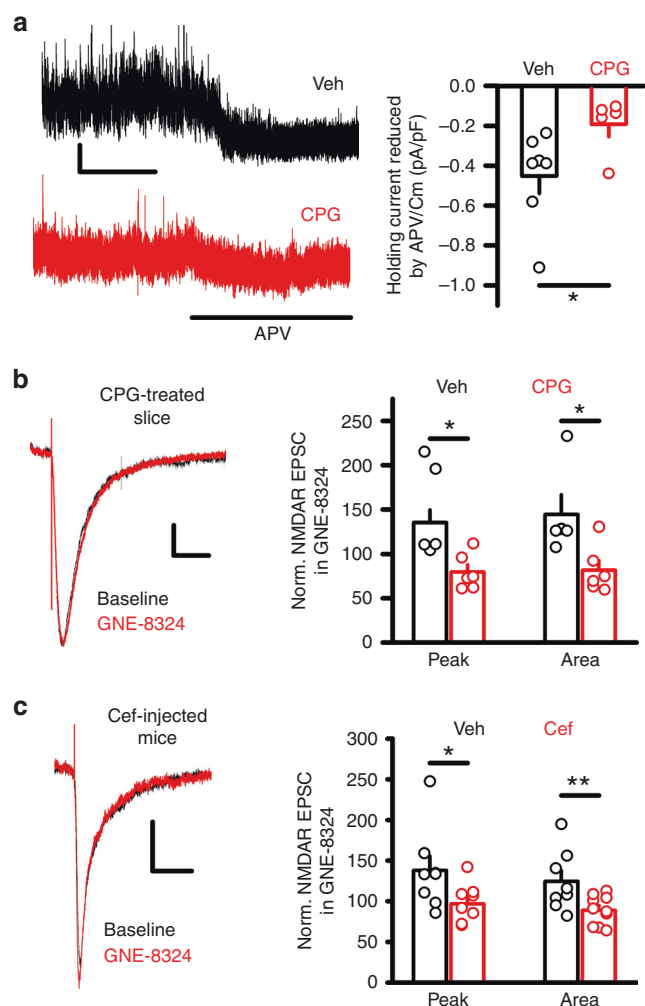 a
Veh
CPG
APV
Veh CPG
Holding current reduced
by APV/Cm (pA/pF)
0.0
−0.2
−0.4
−0.6
−0.8
−1.0
*
b
CPG-treated
slice
Baseline
GNE-8324
Veh CPG
Norm. NMDAR EPSC
in GNE-8324
250
200
150
100
50
0
* *
Peak Area
c
Cef-injected
mice
Baseline
GNE-8324
Veh Cef
Norm. NMDAR EPSC
in GNE-8324
300
250
200
150
100
50
0
* **
Peak Area